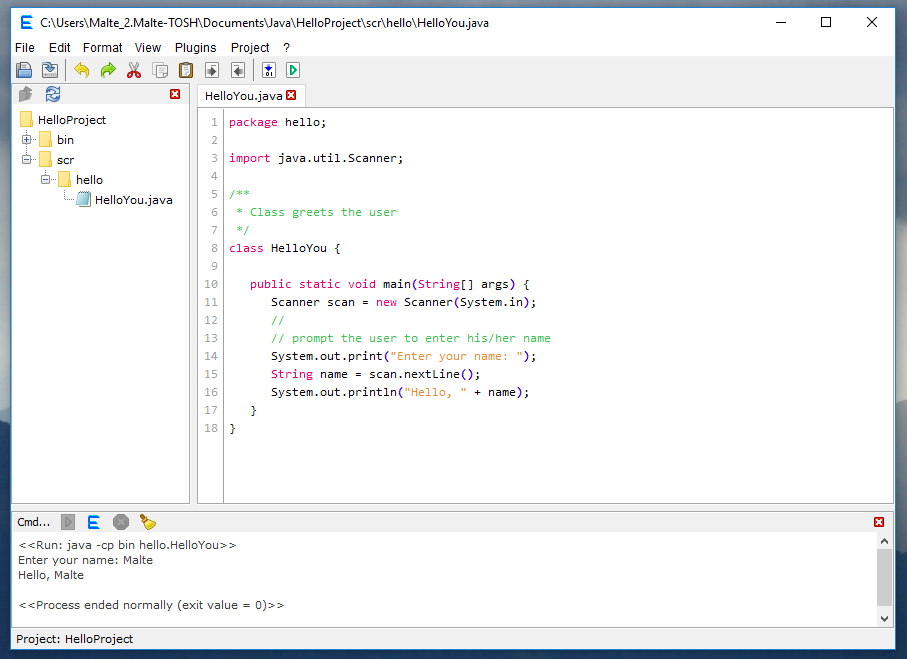 C:\Users\Malte_2.Malte-TOSH\Documents\Java\HelloProject\scr\hello\HelloYou.java
File Edit Format View Plugins Project ?
HelloProject
bin
scr
hello
HelloYou.java
HelloYou.java
1 package hello;
2
3 import java.util.Scanner;
4
5 /**
6  * Class greets the user
7  */
8 class HelloYou {
9
10    public static void main(String[] args) {
11       Scanner scan = new Scanner(System.in);
12       //
13       // prompt the user to enter his/her name
14       System.out.print("Enter your name: ");
15       String name = scan.nextLine();
16       System.out.println("Hello, " + name);
17    }
18 }
Cmd...
<<Run: java -cp bin hello.HelloYou>>
Enter your name: Malte
Hello, Malte
<<Process ended normally (exit value = 0)>>
Project: HelloProject